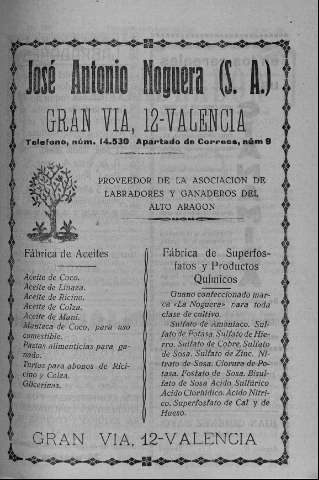 José Antonio Noguera (S. A.)
GRAN VIA, 12-VALENCIA
Telefono, núm. 14.530 Apartado de Correos, núm 9
PROVEEDOR DE LA ASOCIACION DE
LABRADORES Y GANADEROS DEL
ALTO ARAGON
Fábrica de Aceites
Aceite de Coco.
Aceite de Linaza.
Aceite de Ricino.
Aceite de Colza.
Aceite de Maní.
Manteca de Coco, para uso
comestible.
Pastas alimenticias para ga-
nado.
Tortas para abonos de Rici-
cino y Colza.
Glicerinas.
Fábrica de Superfos-
fatos y Productos
Químicos
Guano confeccionado mar-
ca «La Noguera» para toda
clase de cultivo.
Sulfato de Amoniaco. Sul-
fato de Potasa. Sulfato de Hie-
rro. Sulfato de Cobre. Sulfato
de Sosa. Sulfato de Zinc. Ni-
trato de Sosa. Cloruro de Po-
tasa. Fosfato de Sosa. Bisul-
fato de Sosa Acido Sulfúrico
Acido Clorhídico. Acido Nítri-
co. Superfosfato de Cal y de
Hueso.
GRAN VIA, 12-VALENCIA